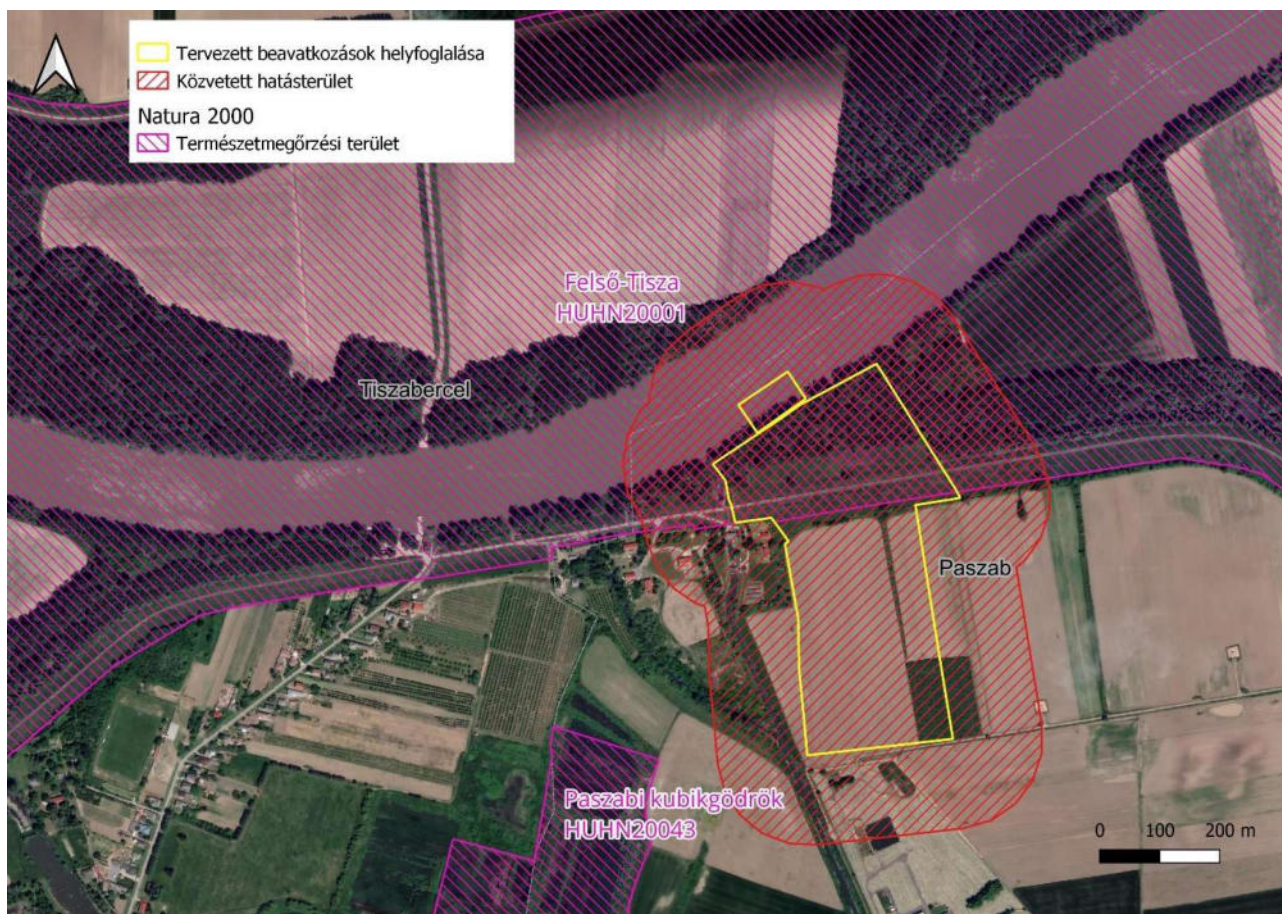 Tervezett beavatkozások helyfoglalása
Közvetett hatásterület
Natura 2000
Természetmegőrzési terület
Felső-Tisza
HUHN20001
Tiszabercel
Paszab
Paszabi kubikgödrök
HUHN20043
0 100 200 m